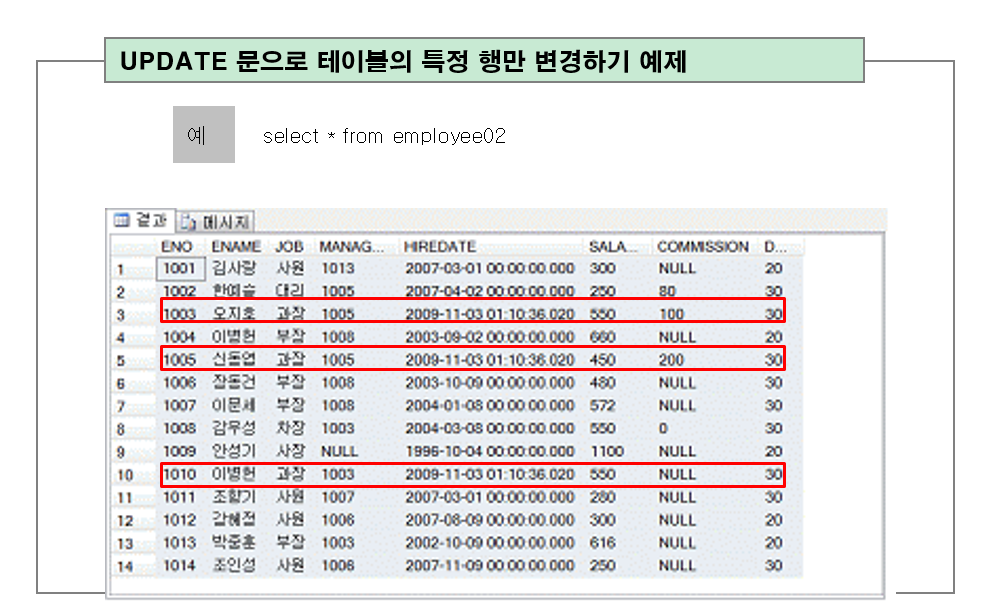 UPDATE 문으로 테이블의 특정 행만 변경하기 예제
예 select * from employee02
결과 메시지
ENO ENAME JOB MANAG... HIREDATE SALA... COMMISSION D...
1 1001 김사랑 사원 1013 2007-03-01 00:00:00.000 300 NULL 20
2 1002 한예슬 대리 1005 2007-04-02 00:00:00.000 250 80 30
3 1003 오지호 과장 1005 2009-11-03 01:10:36.020 550 100 30
4 1004 이병헌 부장 1008 2003-09-02 00:00:00.000 660 NULL 20
5 1005 신동엽 과장 1005 2009-11-03 01:10:36.020 450 200 30
6 1006 장동건 부장 1008 2003-10-09 00:00:00.000 480 NULL 30
7 1007 이문세 부장 1008 2004-01-08 00:00:00.000 572 NULL 30
8 1008 감우성 차장 1003 2004-03-08 00:00:00.000 550 0 30
9 1009 안성기 사장 NULL 1996-10-04 00:00:00.000 1100 NULL 20
10 1010 이병헌 과장 1003 2009-11-03 01:10:36.020 550 NULL 30
11 1011 조향기 사원 1007 2007-03-01 00:00:00.000 280 NULL 30
12 1012 강혜정 사원 1006 2007-08-09 00:00:00.000 300 NULL 20
13 1013 박중훈 부장 1003 2002-10-09 00:00:00.000 616 NULL 20
14 1014 조인성 사원 1006 2007-11-09 00:00:00.000 250 NULL 30